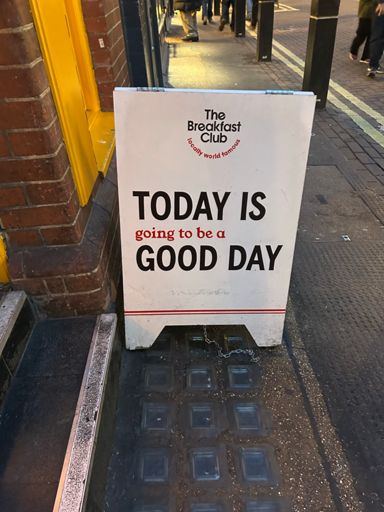 The
Breakfast
Club
locally world famous
TODAY IS
going to be a
GOOD DAY